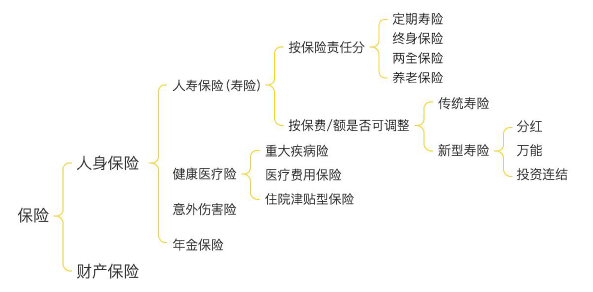 保险
人身保险
人寿保险(寿险)
按保险责任分
定期寿险
终身保险
两全保险
养老保险
按保费/额是否可调整
传统寿险
新型寿险
分红
万能
投资连结
健康医疗险
重大疾病险
医疗费用保险
住院津贴型保险
意外伤害险
年金保险
财产保险